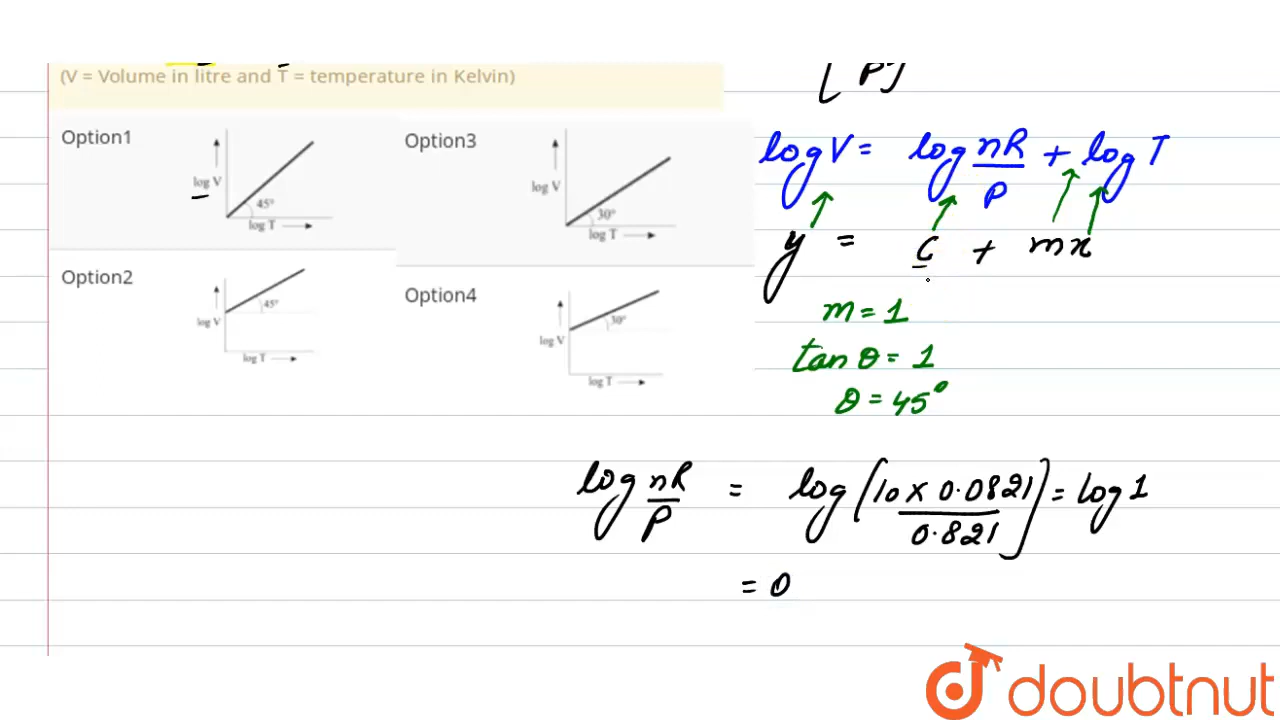 (V = Volume in litre and T = temperature in Kelvin)
Option1
log V
45°
log T
Option3
log V
30°
log T
Option2
log V
45°
log T
Option4
log V
30°
log T
[P]
log V = log nR/P + log T
y = c + mx
m = 1
tan θ = 1
θ = 45°
log nR/P = log [10 × 0.0821 / 0.821] = log 1
= 0
doubtnut